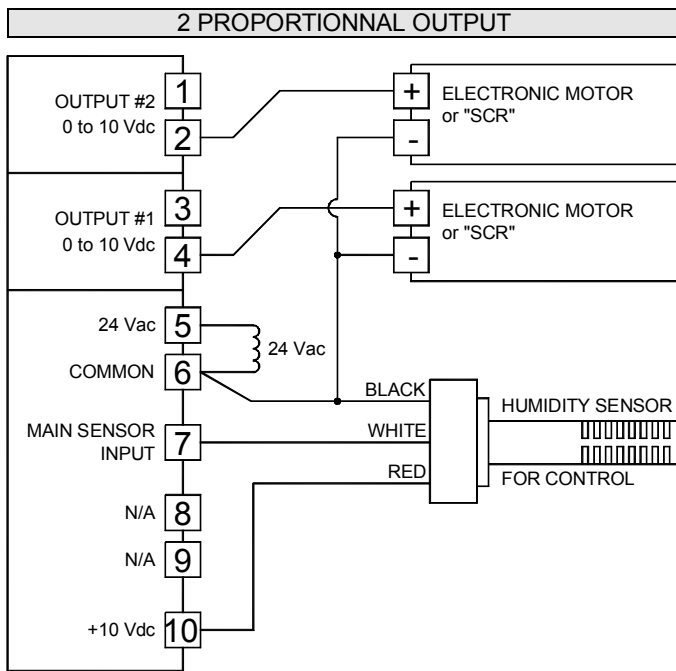 2 PROPORTIONNAL OUTPUT
OUTPUT #2
0 to 10 Vdc
1
2
+
-
ELECTRONIC MOTOR
or "SCR"
OUTPUT #1
0 to 10 Vdc
3
4
+
-
ELECTRONIC MOTOR
or "SCR"
24 Vac
5
24 Vac
COMMON
6
BLACK
HUMIDITY SENSOR
MAIN SENSOR
INPUT
7
WHITE
RED
FOR CONTROL
N/A
8
N/A
9
+10 Vdc
10